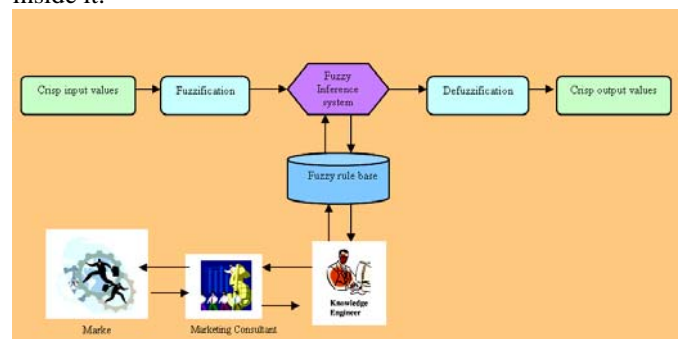 inside it.
Crisp input values
Fuzzification
Fuzzy
Inference
system
Defuzzification
Crisp output values
Fuzzy rule base
Knowledge
Engineer
Marke
Marketing Consultant